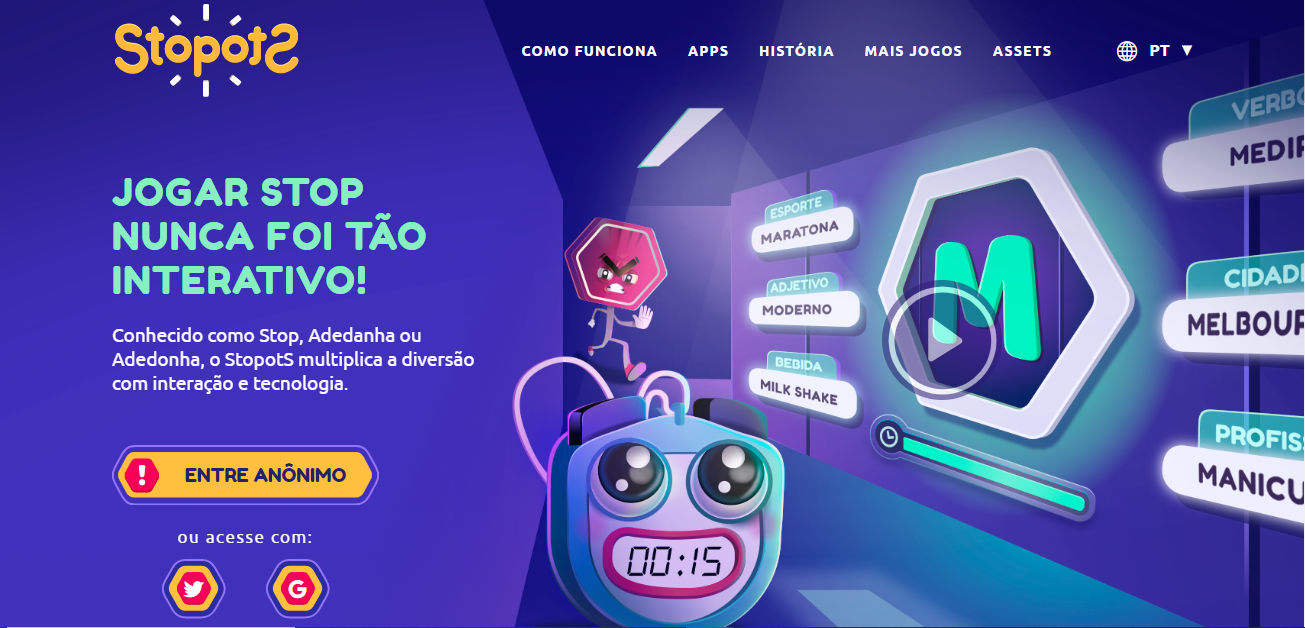 StopotS
COMO FUNCIONA
APPS
HISTÓRIA
MAIS JOGOS
ASSETS
PT
JOGAR STOP
NUNCA FOI TÃO
INTERATIVO!
Conhecido como Stop, Adedanha ou
Adedonha, o StopotS multiplica a diversão
com interação e tecnologia.
ENTRE ANÔNIMO
ou acesse com:
G
ESPORTE
MARATONA
ADJETIVO
MODERNO
BEBIDA
MILK SHAKE
M
00:15
VERBO
MEDIR
CIDAD
MELBOUR
PROFIS
MANICU